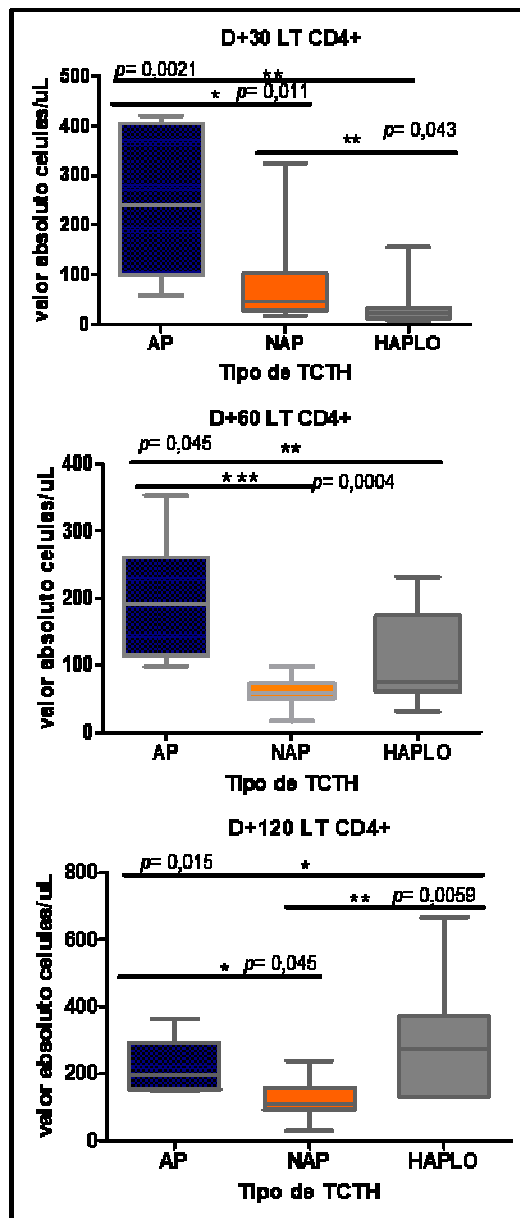 D+30 LT CD4+
valor absoluto celulas/uL
500
400
300
200
100
0
p= 0,0021 **
* p= 0,011
** p= 0,043
AP NAP HAPLO
Tipo de TCTH
D+60 LT CD4+
valor absoluto celulas/uL
400
300
200
100
0
p= 0,045 **
*** p= 0,0004
AP NAP HAPLO
Tipo de TCTH
D+120 LT CD4+
valor absoluto celulas/uL
800
600
400
200
0
p= 0,015 *
** p= 0,0059
* p= 0,045
AP NAP HAPLO
Tipo de TCTH